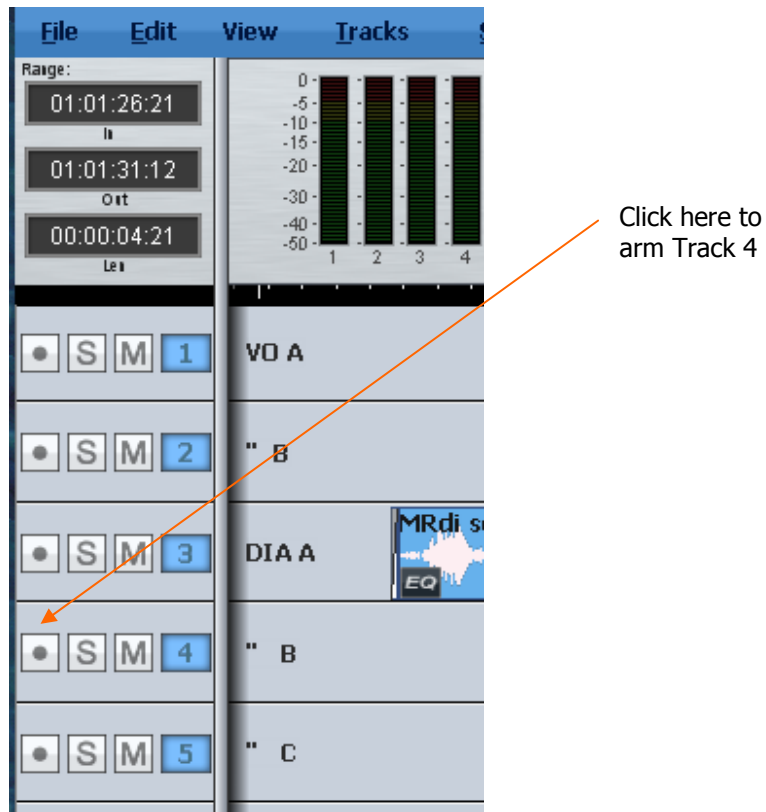 File Edit View Tracks
Range:
01:01:26:21
In
01:01:31:12
Out
00:00:04:21
Len
0
-5
-10
-15
-20
-30
-40
-50
1 2 3 4
Click here to
arm Track 4
S M 1 VO A
S M 2 " B
S M 3 DIA A
MRdi
EQ
S M 4 " B
S M 5 " C